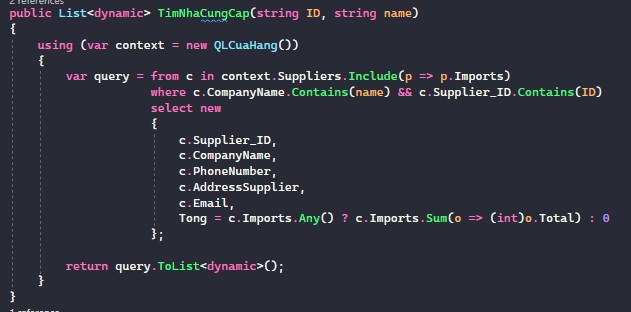 2 references
public List<dynamic> TimNhaCungCap(string ID, string name)
{
    using (var context = new QLCuaHang())
    {
        var query = from c in context.Suppliers.Include(p => p.Imports)
                    where c.CompanyName.Contains(name) && c.Supplier_ID.Contains(ID)
                    select new
                    {
                        c.Supplier_ID,
                        c.CompanyName,
                        c.PhoneNumber,
                        c.AddressSupplier,
                        c.Email,
                        Tong = c.Imports.Any() ? c.Imports.Sum(o => (int)o.Total) : 0
                    };
        return query.ToList<dynamic>();
    }
}
1 reference